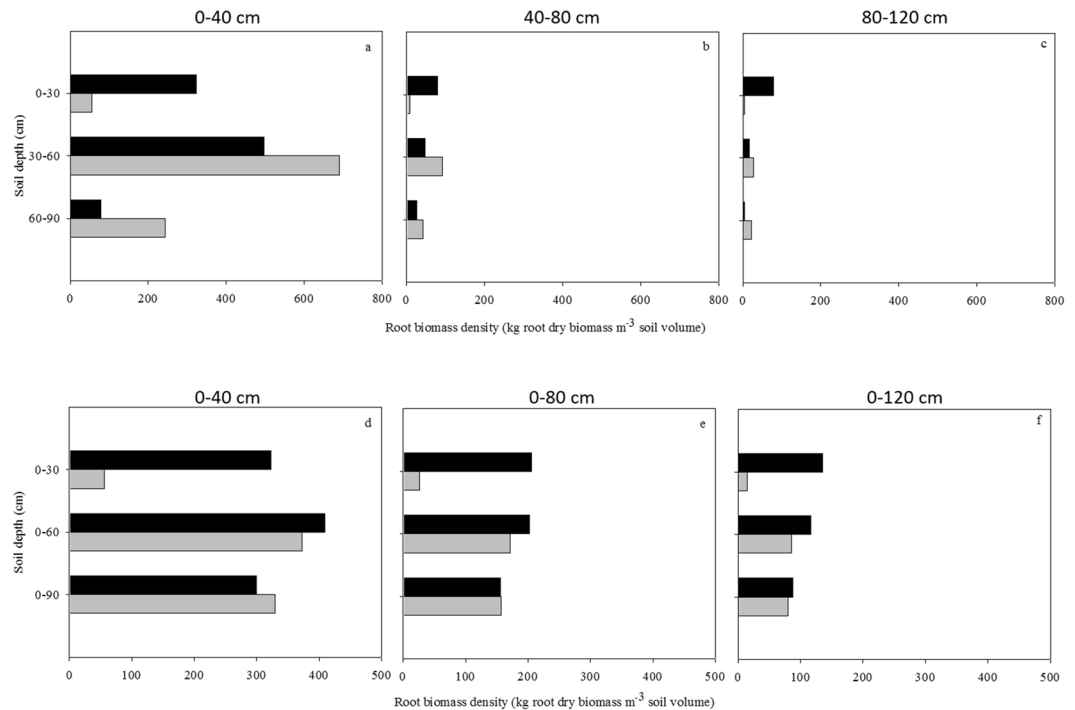 0-40 cm 40-80 cm 80-120 cm
a b c
Soil depth (cm)
0-30
30-60
60-90
0 200 400 600 800 0 200 400 600 800 0 200 400 600 800
Root biomass density (kg root dry biomass m⁻³ soil volume)
0-40 cm 0-80 cm 0-120 cm
d e f
Soil depth (cm)
0-30
0-60
0-90
0 100 200 300 400 500 0 100 200 300 400 500 0 100 200 300 400 500
Root biomass density (kg root dry biomass m⁻³ soil volume)